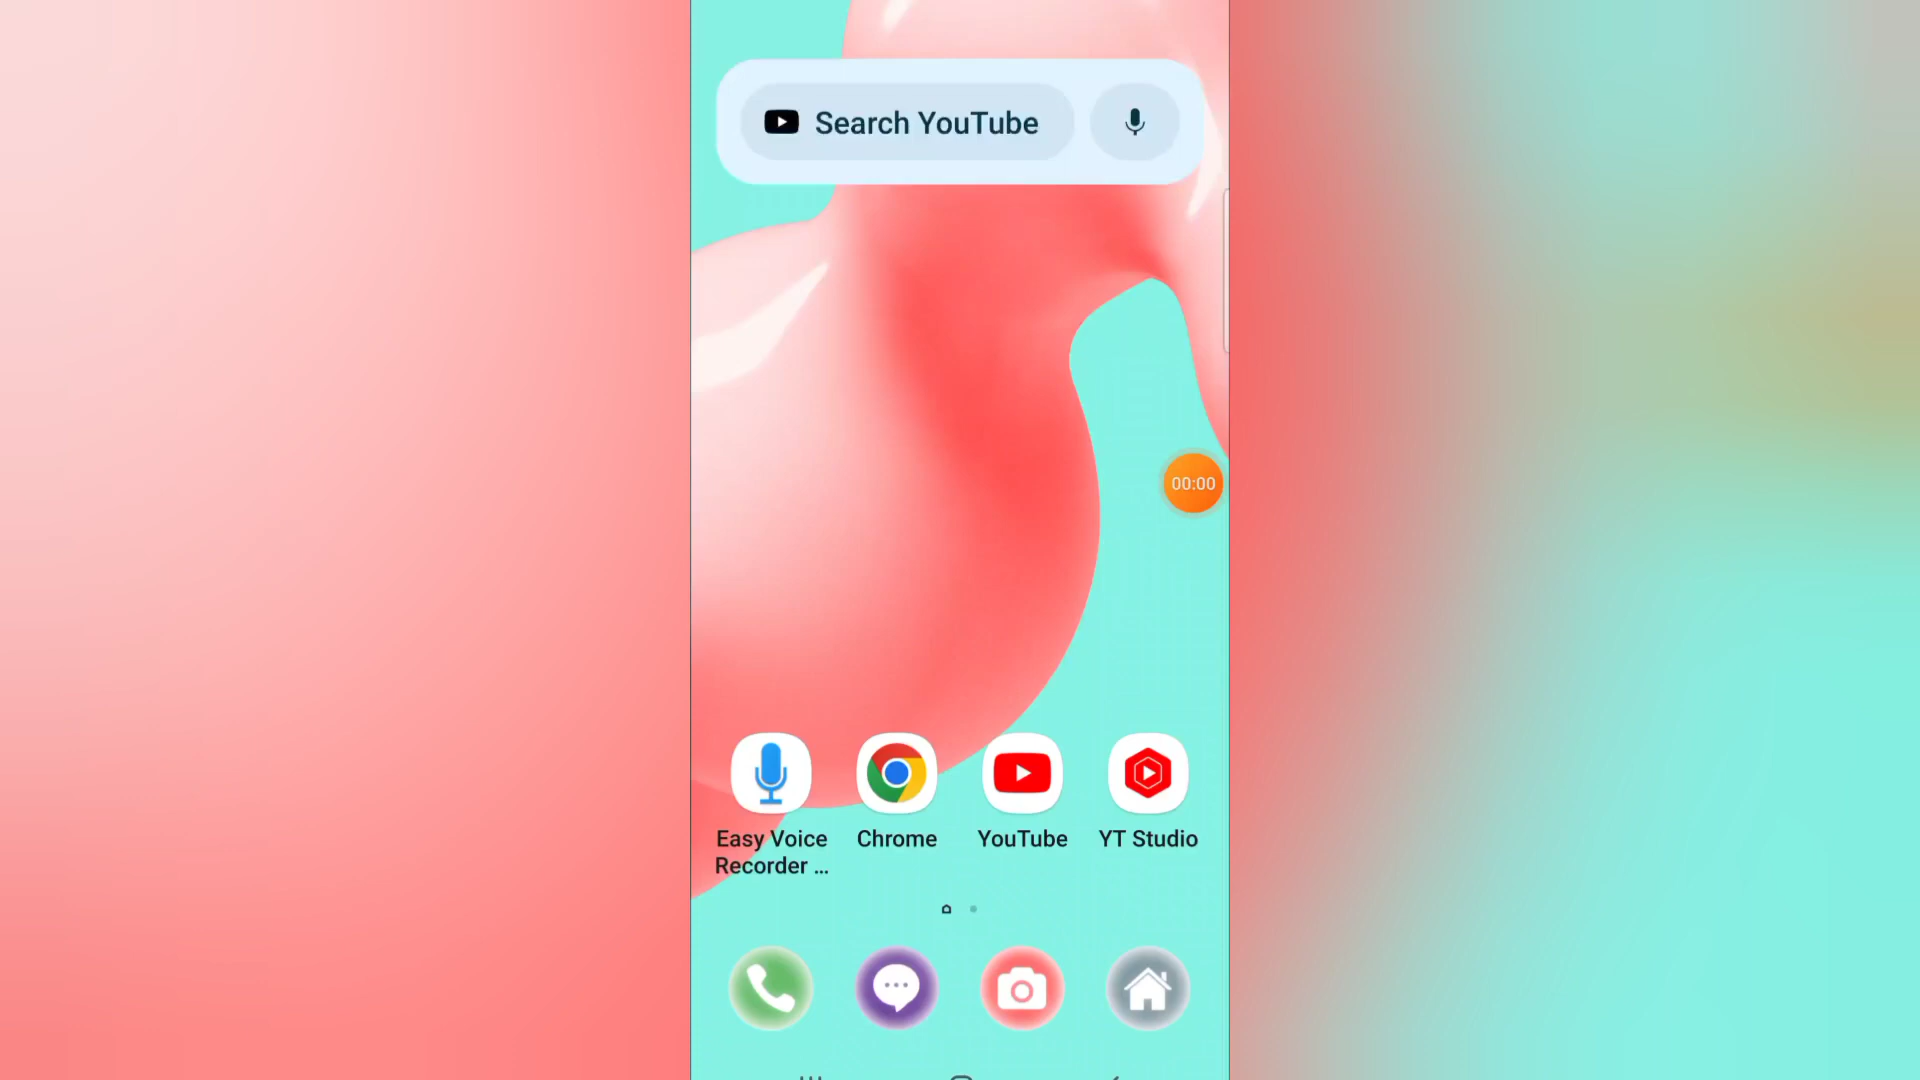 Search YouTube
00:00
Easy Voice
Recorder ...
Chrome
YouTube
YT Studio